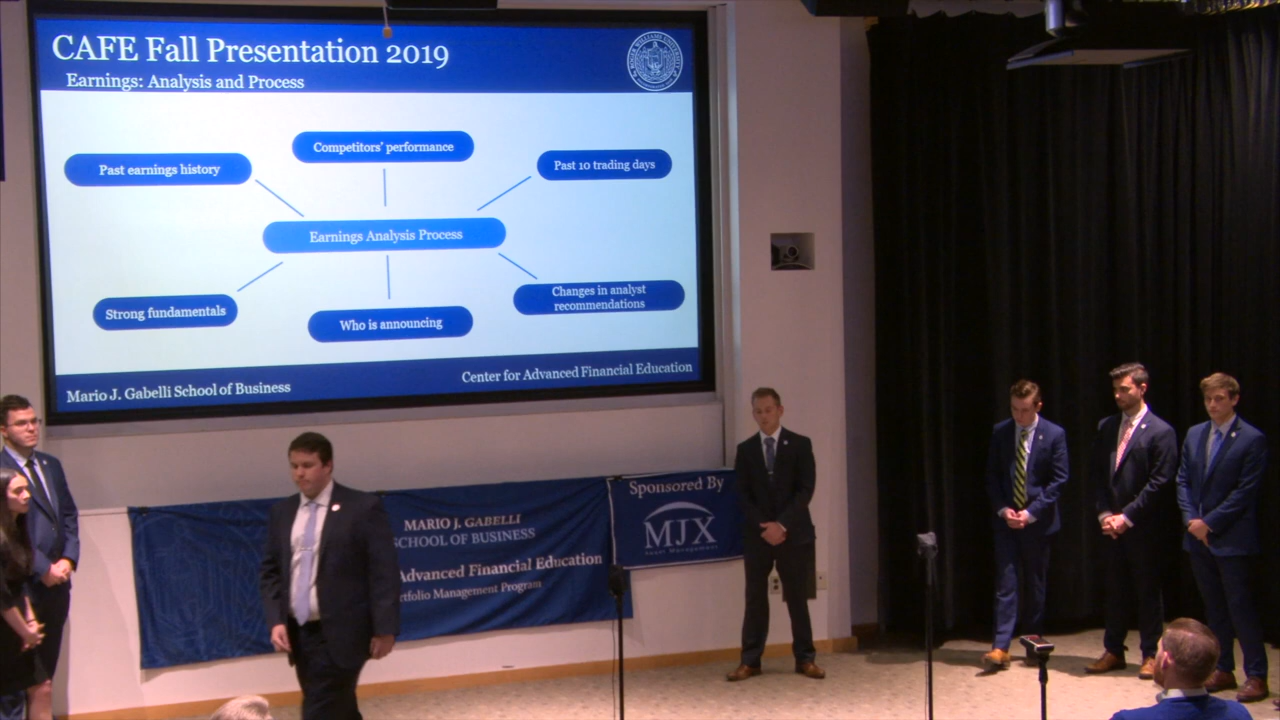 CAFE Fall Presentation 2019
Earnings: Analysis and Process
Competitors' performance
Past earnings history
Past 10 trading days
Earnings Analysis Process
Strong fundamentals
Who is announcing
Changes in analyst
recommendations
Mario J. Gabelli School of Business
Center for Advanced Financial Education
MARIO J. GABELLI
SCHOOL OF BUSINESS
Advanced Financial Education
Management Program
Sponsored By
MJX
Asset Management